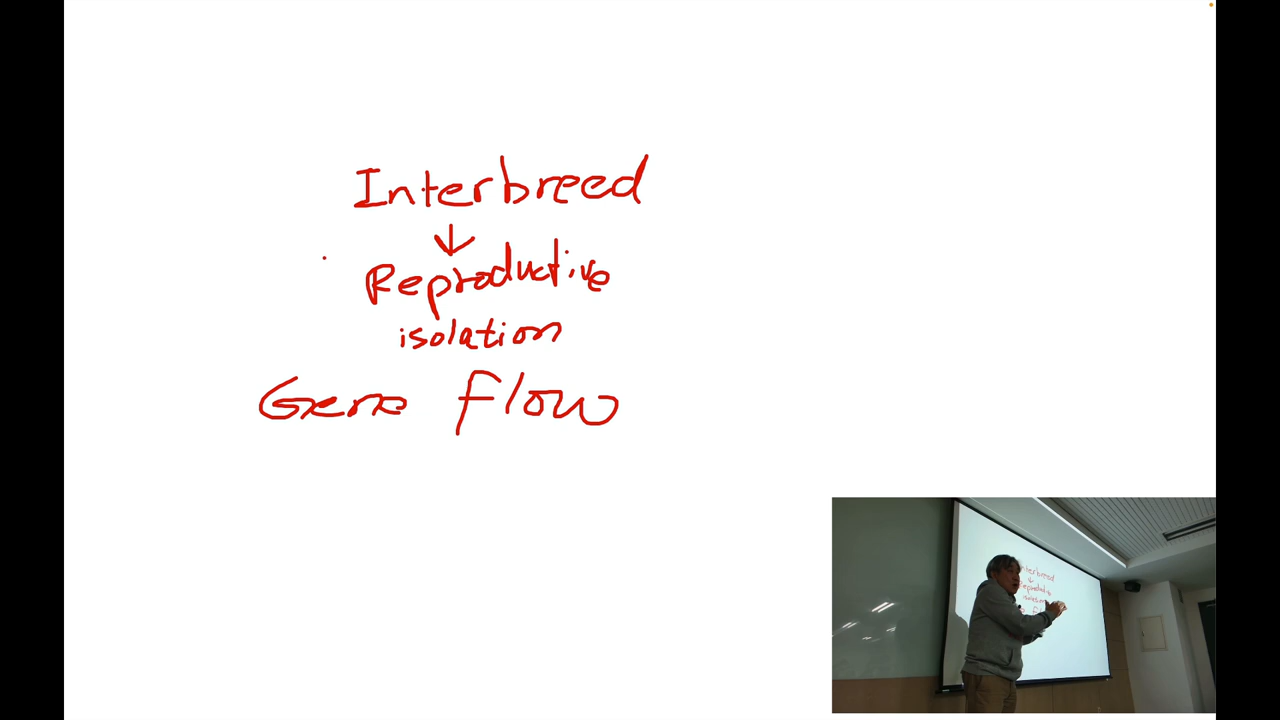 Interbreed
↓
Reproductive
isolation
Gene flow